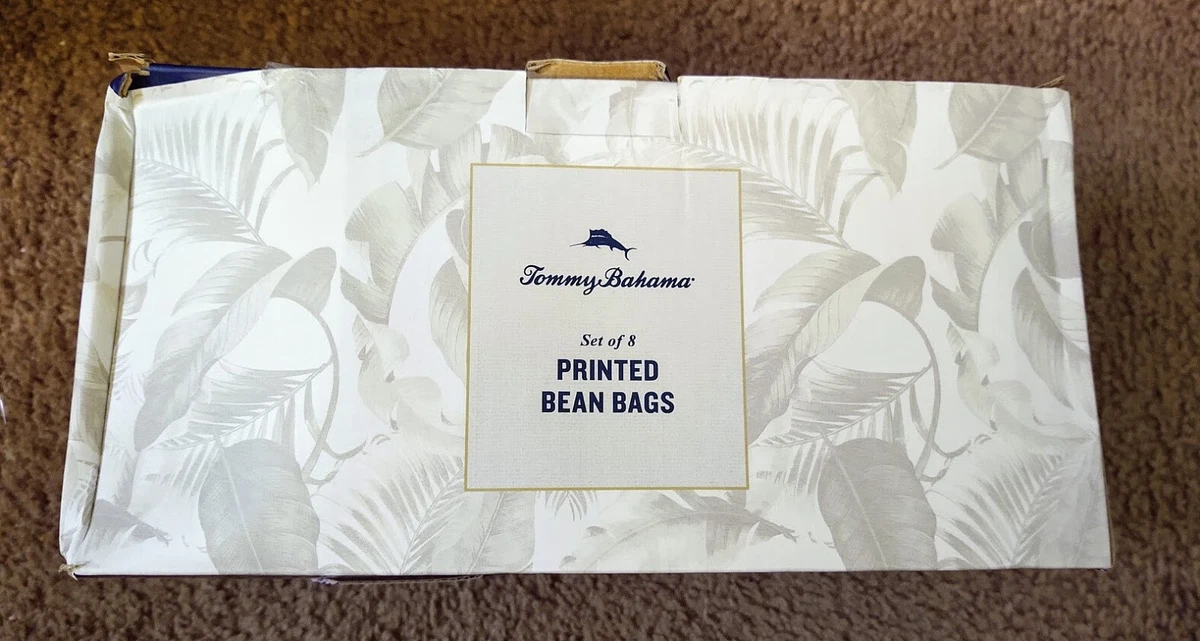 Tommy Bahama
Set of 8
PRINTED
BEAN BAGS